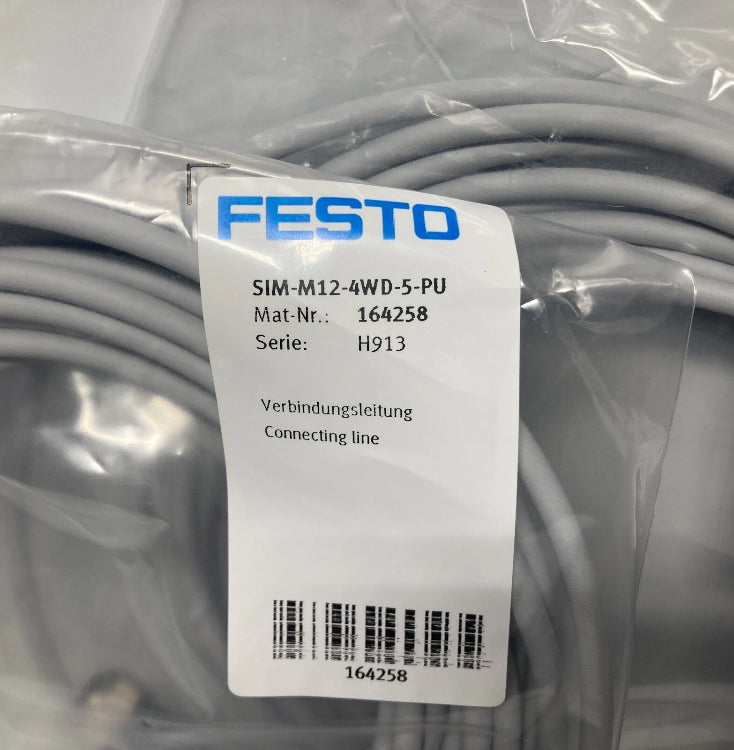 FESTO
SIM-M12-4WD-5-PU
Mat-Nr.: 164258
Serie: H913
Verbindungsleitung
Connecting line
164258